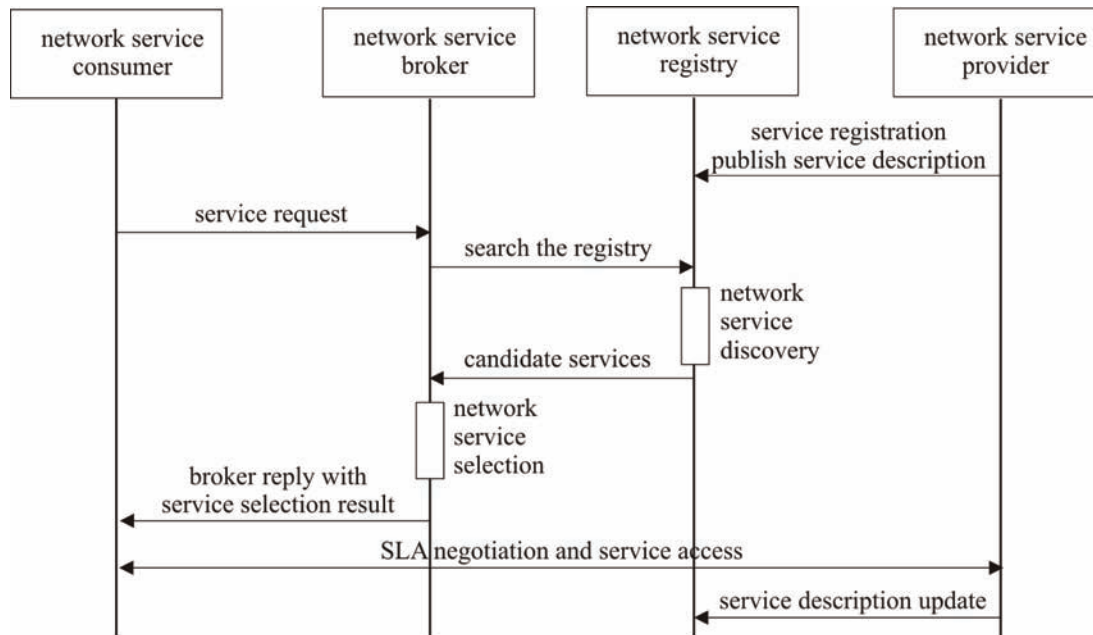 network service
consumer
network service
broker
network service
registry
network service
provider
service registration
publish service description
service request
search the registry
network
service
discovery
candidate services
network
service
selection
broker reply with
service selection result
SLA negotiation and service access
service description update